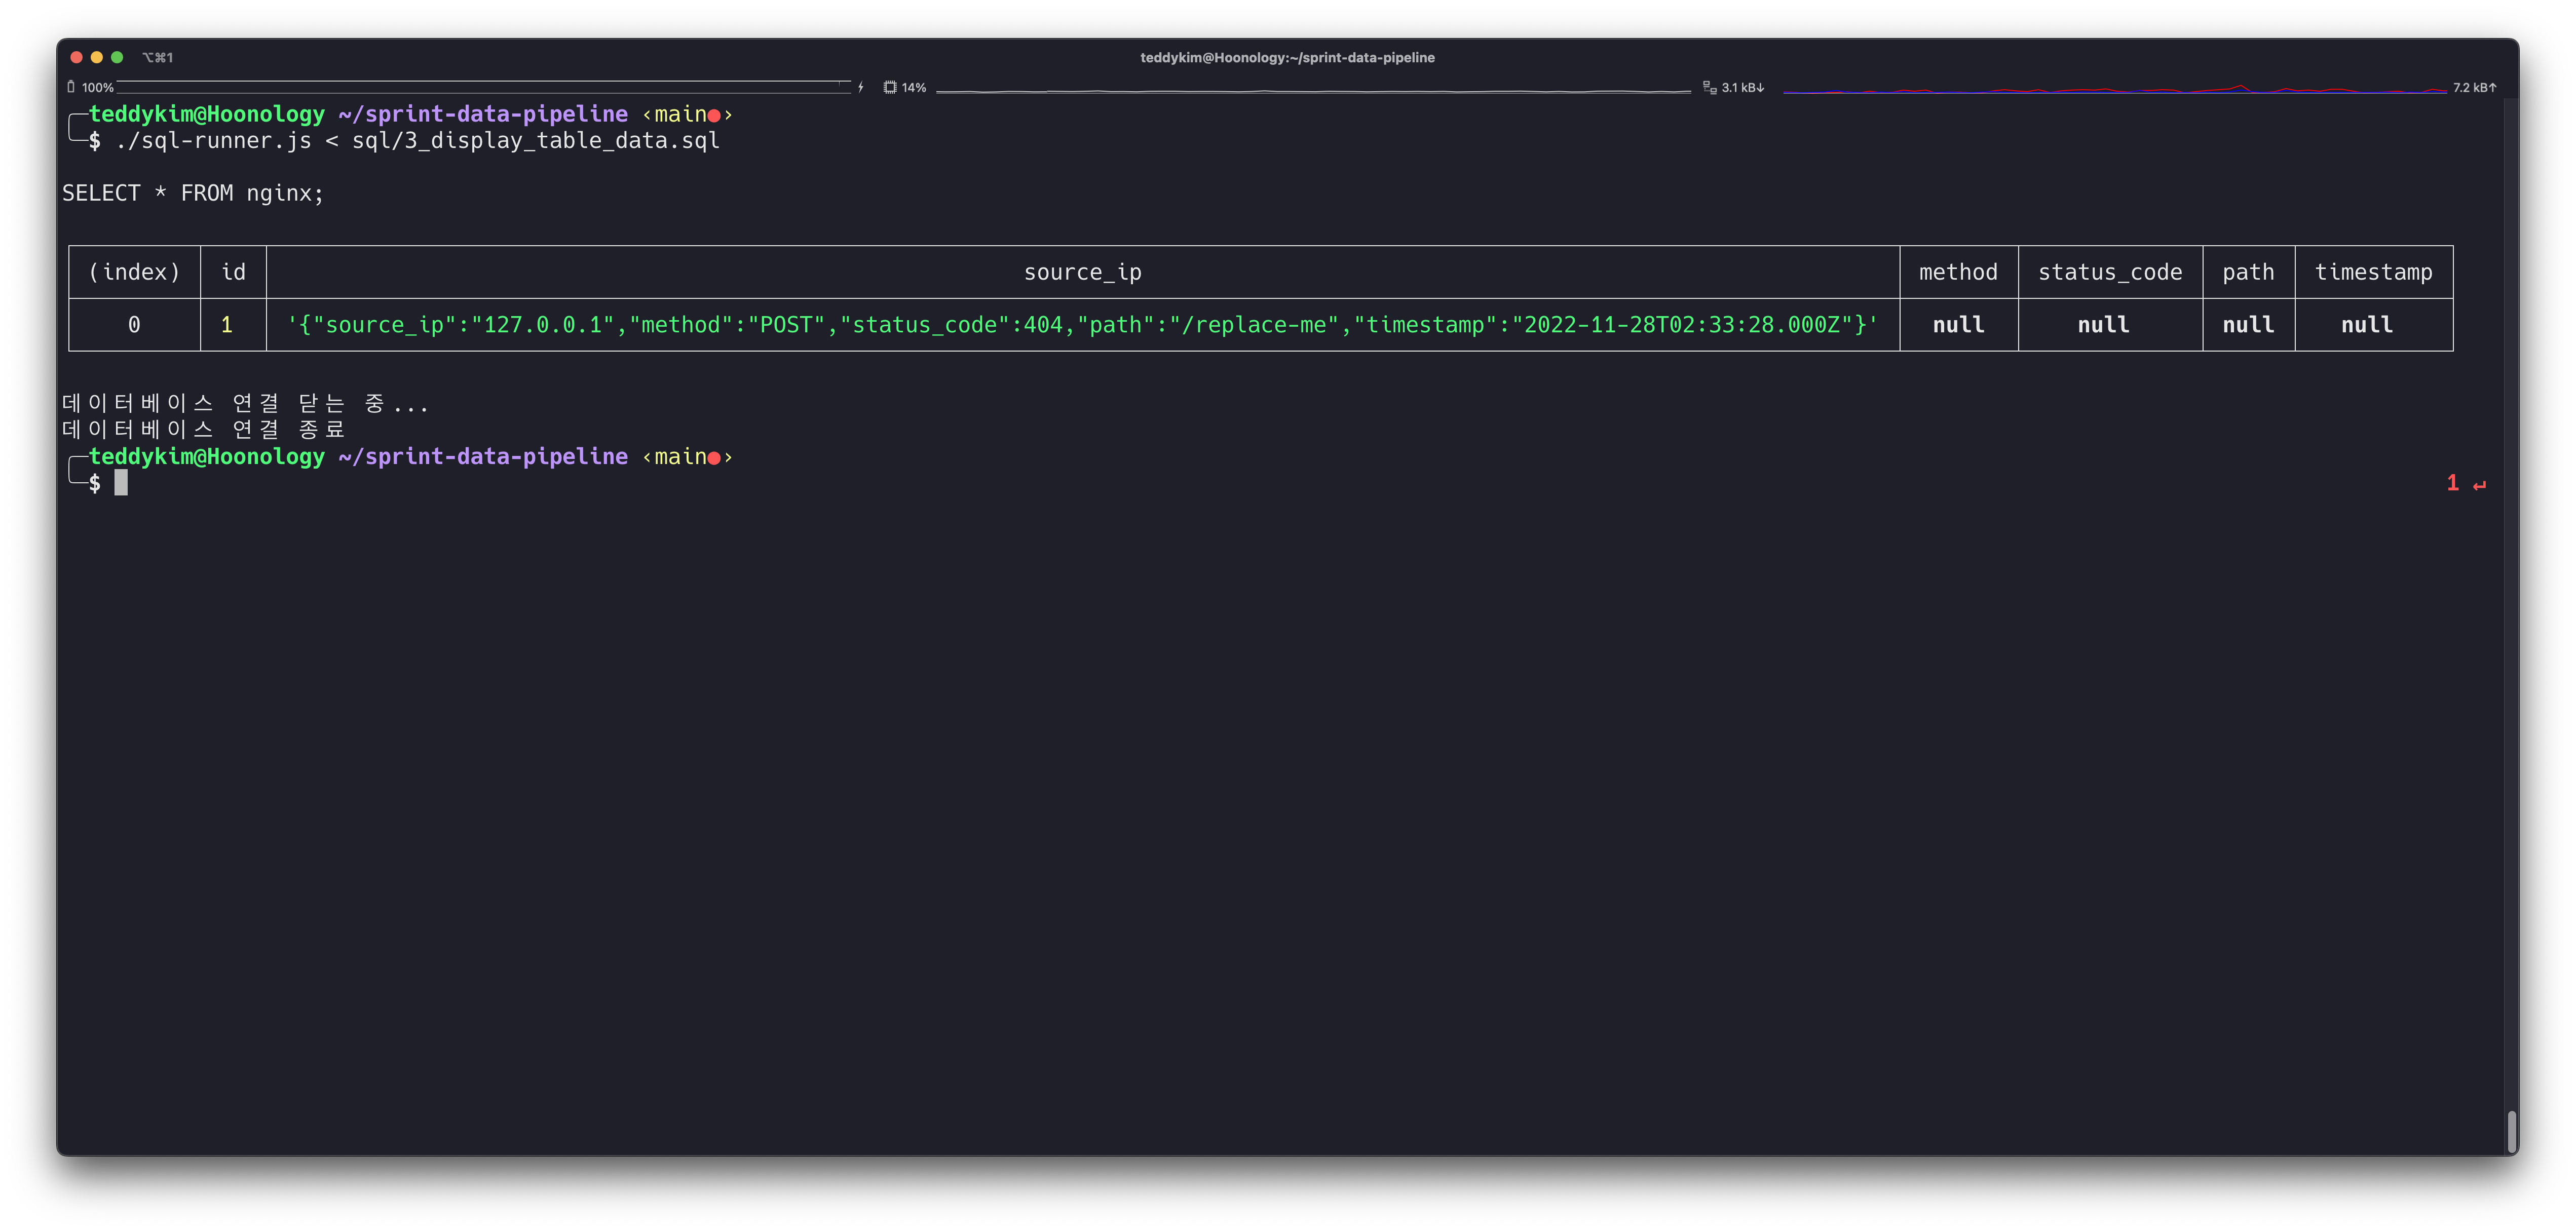 ⌥⌘1
teddykim@Hoonology:~/sprint-data-pipeline
100% 14% 3.1 kB↓ 7.2 kB↑
teddykim@Hoonology ~/sprint-data-pipeline ‹main●›
$ ./sql-runner.js < sql/3_display_table_data.sql
SELECT * FROM nginx;
(index) id source_ip method status_code path timestamp
0 1 '{"source_ip":"127.0.0.1","method":"POST","status_code":404,"path":"/replace-me","timestamp":"2022-11-28T02:33:28.000Z"}' null null null null
데이터베이스 연결 닫는 중...
데이터베이스 연결 종료
teddykim@Hoonology ~/sprint-data-pipeline ‹main●›
$ 1 ↵